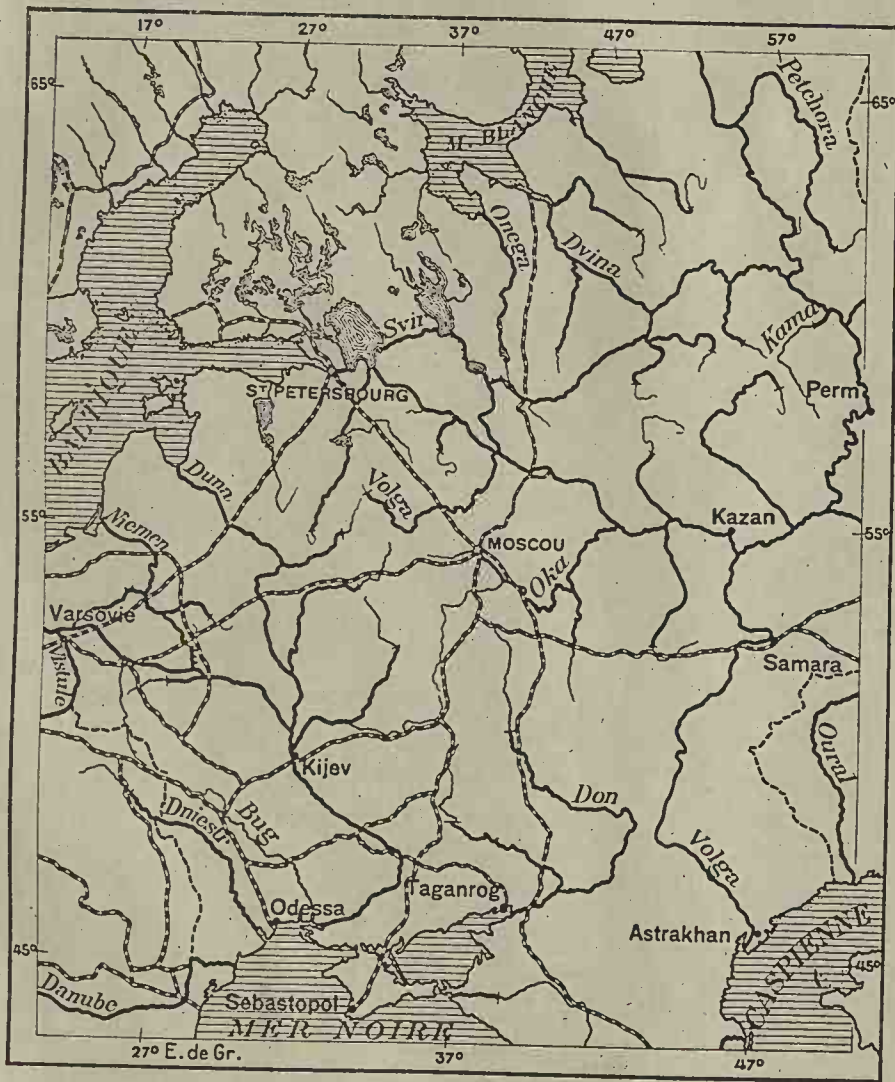 17°
27°
37°
47°
57°
65°
65°
Petchora
M. BLANCHE
Onega
Dvina
Svir
Kama
Perm
ST PETERSBOURG
BALTIQUE
Dunn
Volga
55°
Niemen
Kazan
55°
MOSCOU
Oka
Varsovie
Vistule
Samara
Oural
Kijev
Dniestr
Bug
Don
Volga
Taganrog
Odessa
Astrakhan
CASPIENNE
45°
45°
Danube
Sébastopol
MER NOIRE
27° E. de Gr.
37°
47°